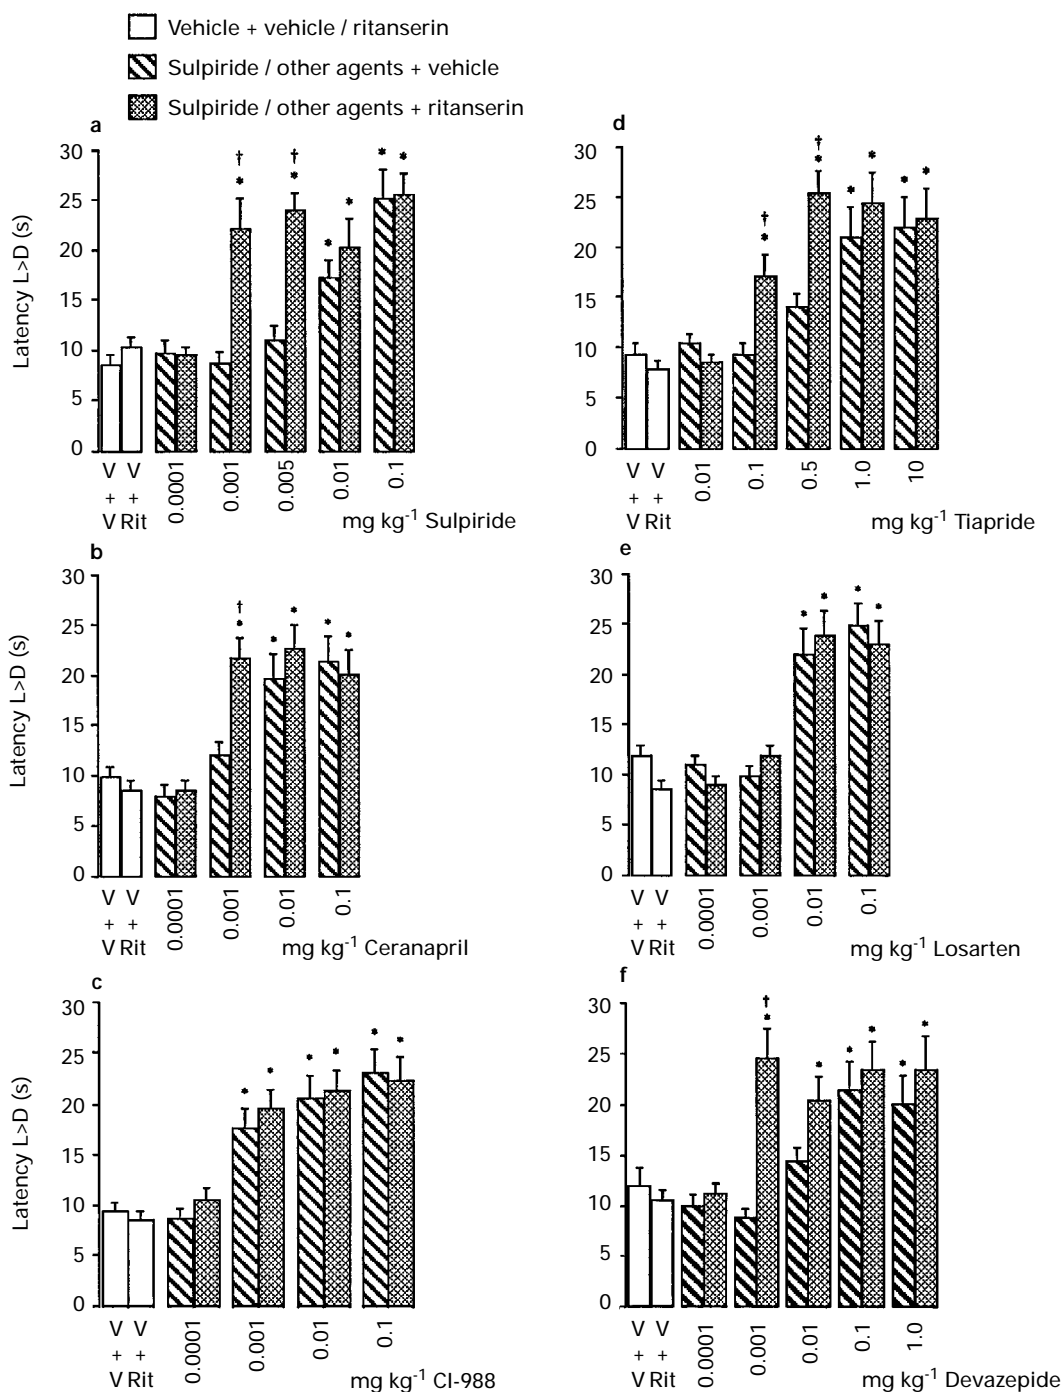 Vehicle + vehicle / ritanserin
Sulpiride / other agents + vehicle
Sulpiride / other agents + ritanserin
a
Latency L>D (s)
30
25
20
15
10
5
0
† * † * * * * *
V + V
V + Rit
0.0001
0.001
0.005
0.01
0.1
mg kg-1 Sulpiride
d
30
25
20
15
10
5
0
† * † * * * * *
V + V
V + Rit
0.01
0.1
0.5
1.0
10
mg kg-1 Tiapride
b
Latency L>D (s)
30
25
20
15
10
5
0
† * * * * *
V + V
V + Rit
0.0001
0.001
0.01
0.1
mg kg-1 Ceranapril
e
30
25
20
15
10
5
0
* * * *
V + V
V + Rit
0.0001
0.001
0.01
0.1
mg kg-1 Losarten
c
Latency L>D (s)
30
25
20
15
10
5
0
* * * * * *
V + V
V + Rit
0.0001
0.001
0.01
0.1
mg kg-1 CI-988
f
30
25
20
15
10
5
0
† * * * * * *
V + V
V + Rit
0.0001
0.001
0.01
0.1
1.0
mg kg-1 Devazepide